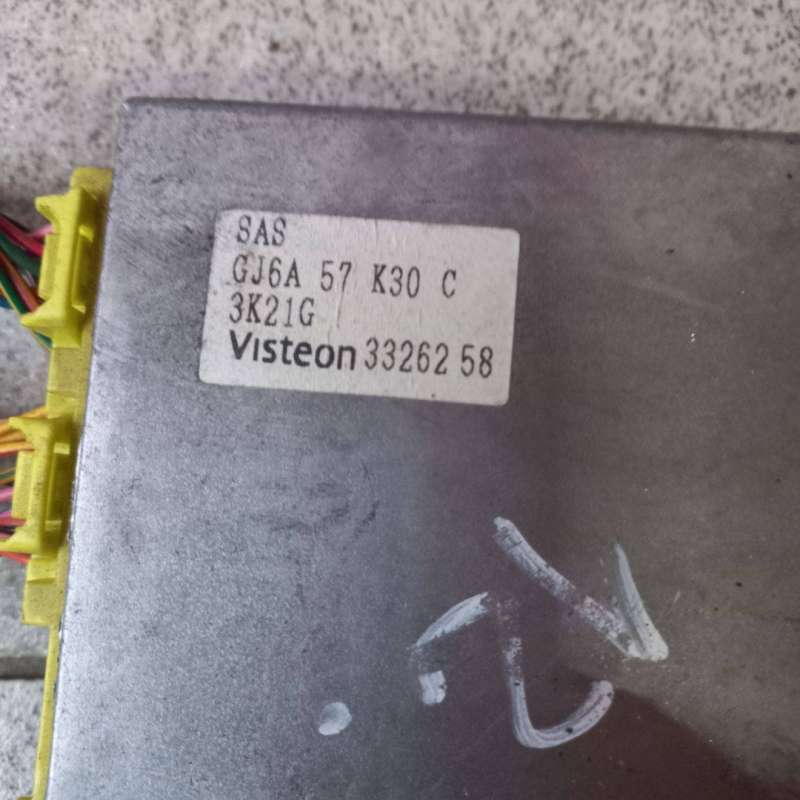 SAS
GJ6A 57 K30 C
3K21G
Visteon 33262 58